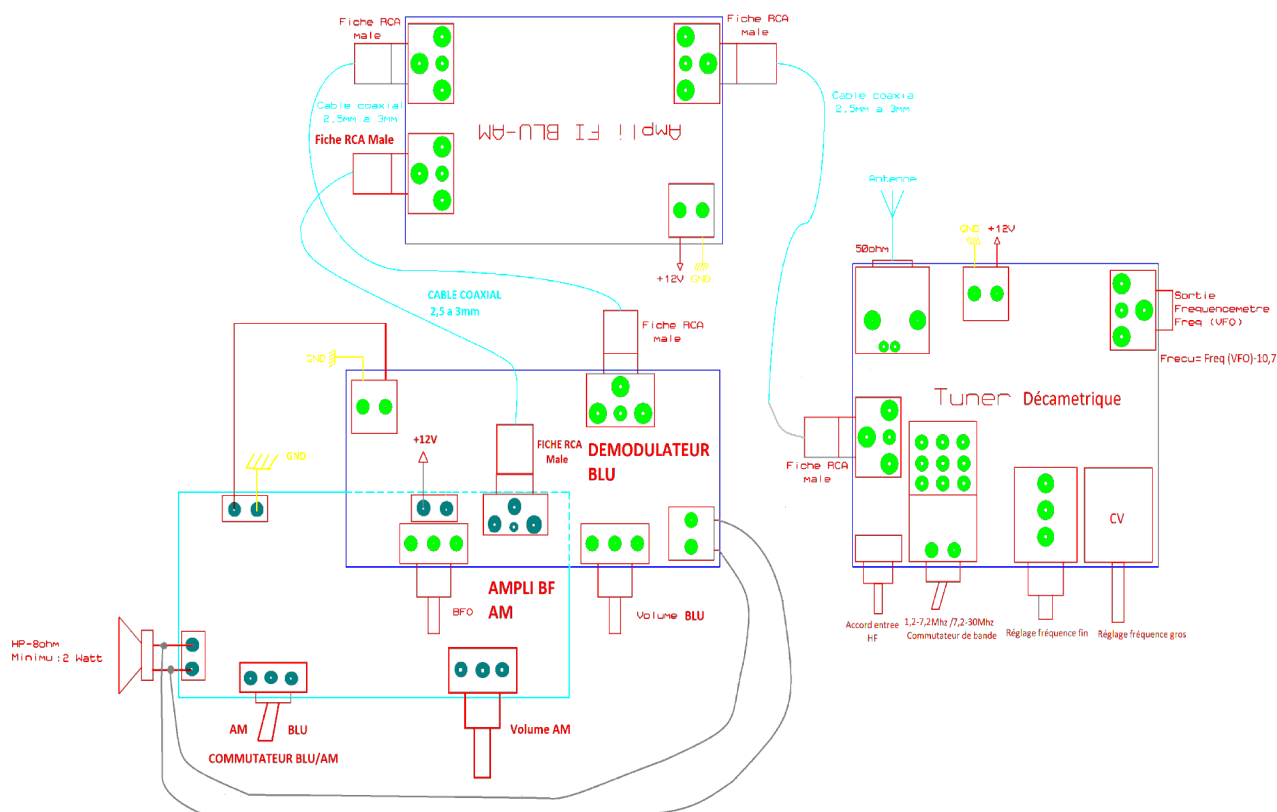 Fiche RCA
male
Fiche RCA
male
Cable coaxial
2,5mm a 3mm
Fiche RCA Male
Ampli FI BLU-AM
Cable coaxia
2,5mm a 3mm
+12V
GND
Antenne
50ohm
GND
+12V
Sortie
Frequencemetre
Freq (VFO)
Frecu= Freq (VFO)-10,7
Tuner Décametrique
CABLE COAXIAL
2,5 a 3mm
Fiche RCA
male
GND
+12V
FICHE RCA
Male
DEMODULATEUR
BLU
GND
Fiche RCA
male
CV
AMPLI BF
AM
BFO
Volume BLU
Accord entree
HF
1,2-7,2Mhz /7,2-30Mhz
Commutateur de bande
Réglage fréquence fin
Réglage fréquence gros
HP-8ohm
Minimu :2 Watt
AM
BLU
COMMUTATEUR BLU/AM
Volume AM